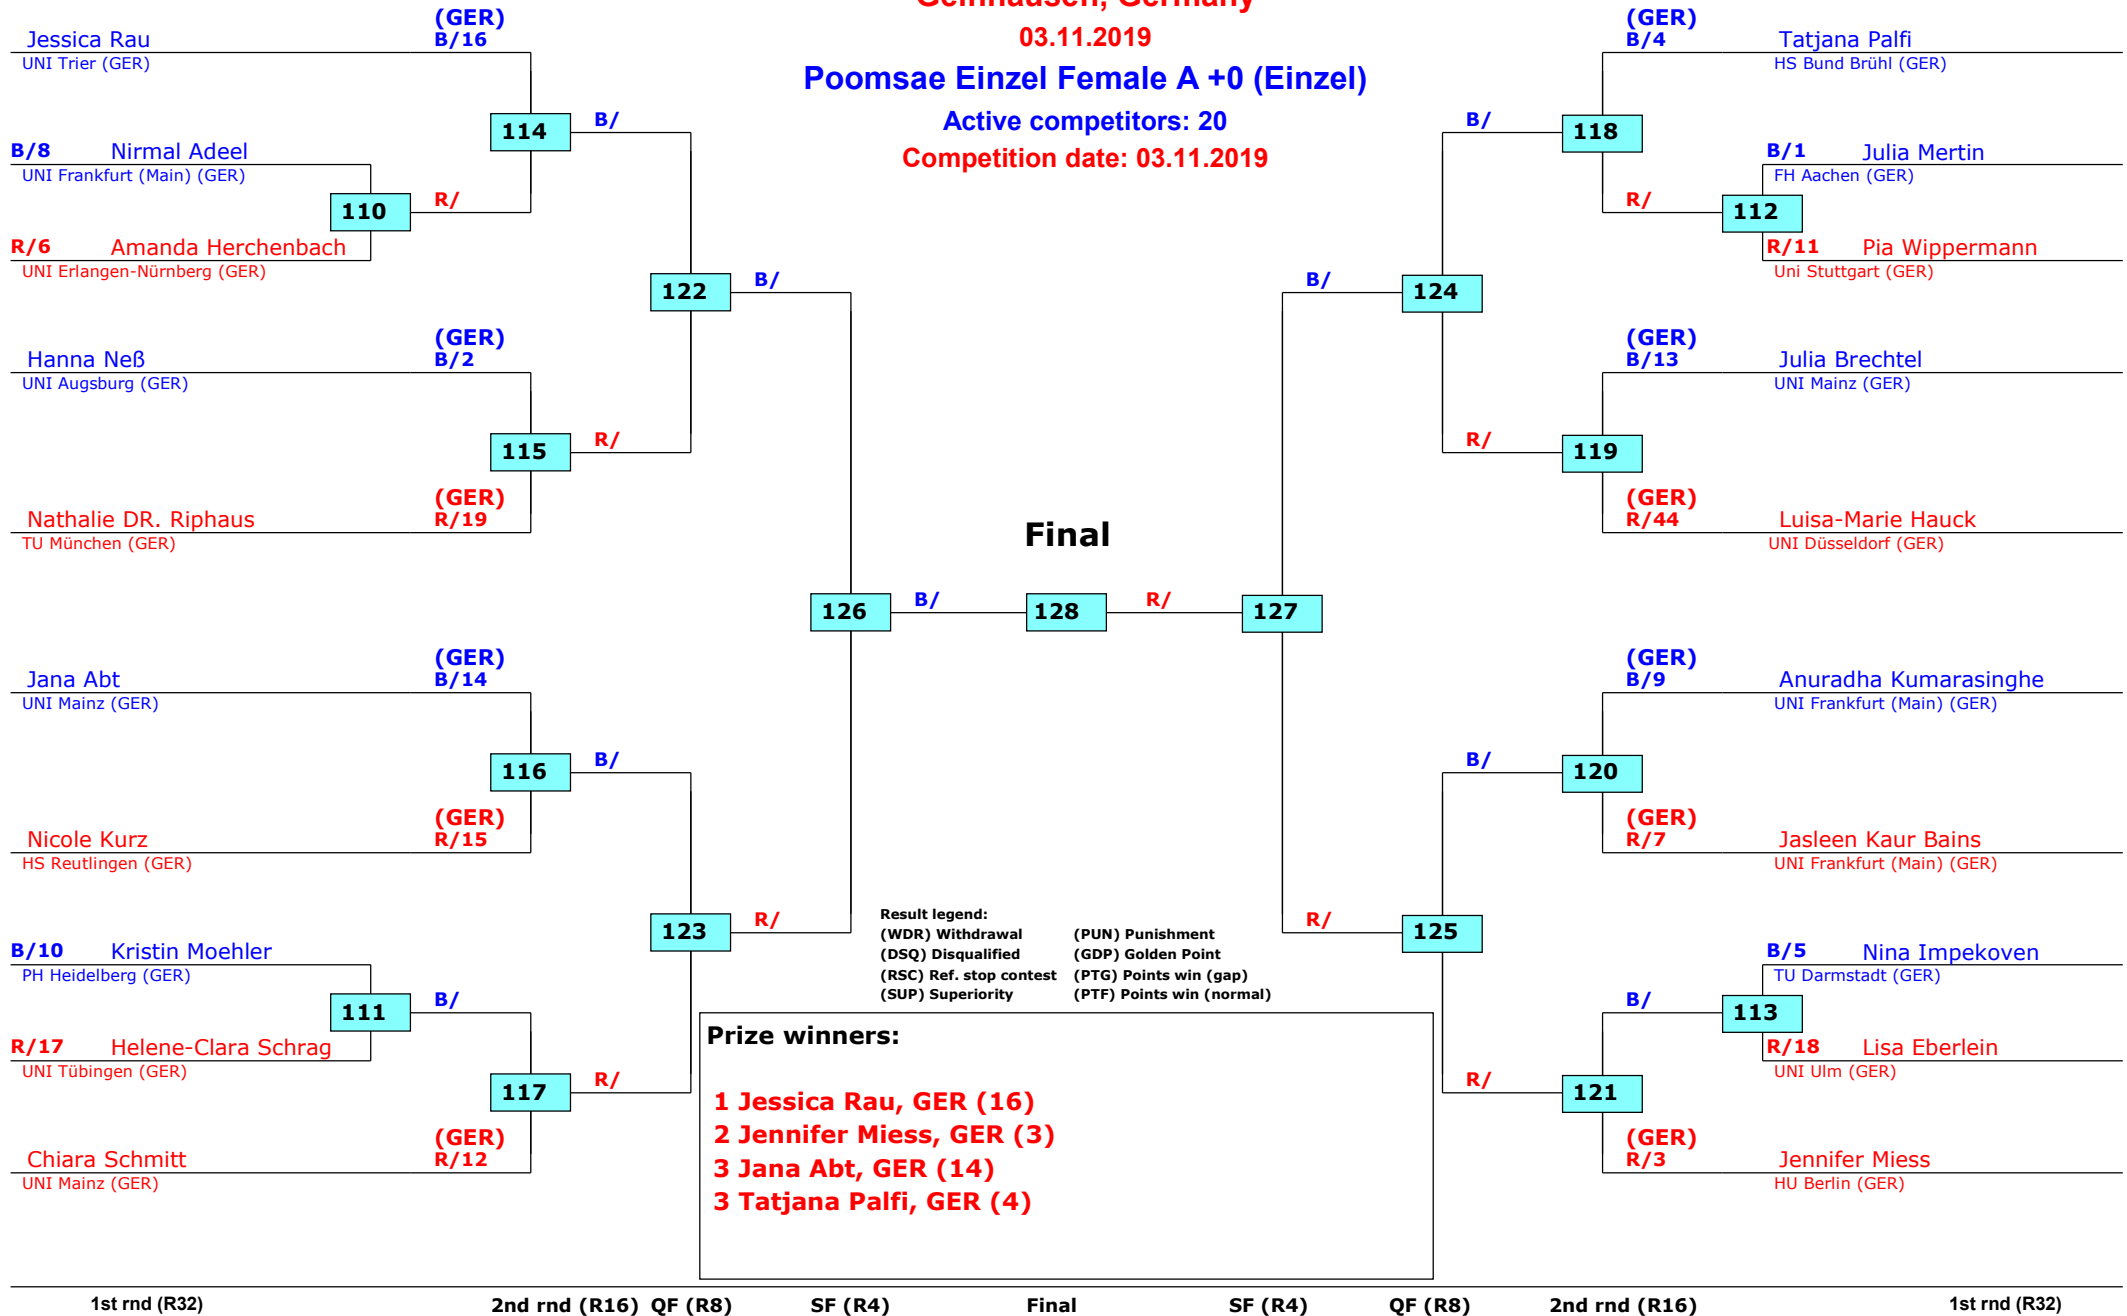 Gelnhausen, Germany
03.11.2019
Poomsae Einzel Female A +0 (Einzel)
Active competitors: 20
Competition date: 03.11.2019
Jessica Rau
UNI Trier (GER)
(GER)
B/16
114
B/
B/8 Nirmal Adeel
UNI Frankfurt (Main) (GER)
110
R/
R/6 Amanda Herchenbach
UNI Erlangen-Nürnberg (GER)
122
B/
Hanna Neß
UNI Augsburg (GER)
(GER)
B/2
115
R/
Nathalie DR. Riphaus
TU München (GER)
(GER)
R/19
126
B/
Jana Abt
UNI Mainz (GER)
(GER)
B/14
116
B/
Nicole Kurz
HS Reutlingen (GER)
(GER)
R/15
123
R/
B/10 Kristin Moehler
PH Heidelberg (GER)
111
B/
R/17 Helene-Clara Schrag
UNI Tübingen (GER)
117
R/
Chiara Schmitt
UNI Mainz (GER)
(GER)
R/12
Final
128
(GER)
B/4
Tatjana Palfi
HS Bund Brühl (GER)
B/
118
B/1 Julia Mertin
FH Aachen (GER)
R/
112
R/11 Pia Wippermann
Uni Stuttgart (GER)
B/
124
(GER)
B/13
Julia Brechtel
UNI Mainz (GER)
R/
119
(GER)
R/44
Luisa-Marie Hauck
UNI Düsseldorf (GER)
R/
127
(GER)
B/9
Anuradha Kumarasinghe
UNI Frankfurt (Main) (GER)
B/
120
(GER)
R/7
Jasleen Kaur Bains
UNI Frankfurt (Main) (GER)
R/
125
B/5 Nina Impekoven
TU Darmstadt (GER)
B/
113
R/18 Lisa Eberlein
UNI Ulm (GER)
R/
121
(GER)
R/3
Jennifer Miess
HU Berlin (GER)
Result legend:
(WDR) Withdrawal (PUN) Punishment
(DSQ) Disqualified (GDP) Golden Point
(RSC) Ref. stop contest (PTG) Points win (gap)
(SUP) Superiority (PTF) Points win (normal)
Prize winners:
1 Jessica Rau, GER (16)
2 Jennifer Miess, GER (3)
3 Jana Abt, GER (14)
3 Tatjana Palfi, GER (4)
1st rnd (R32) 2nd rnd (R16) QF (R8) SF (R4) Final SF (R4) QF (R8) 2nd rnd (R16) 1st rnd (R32)